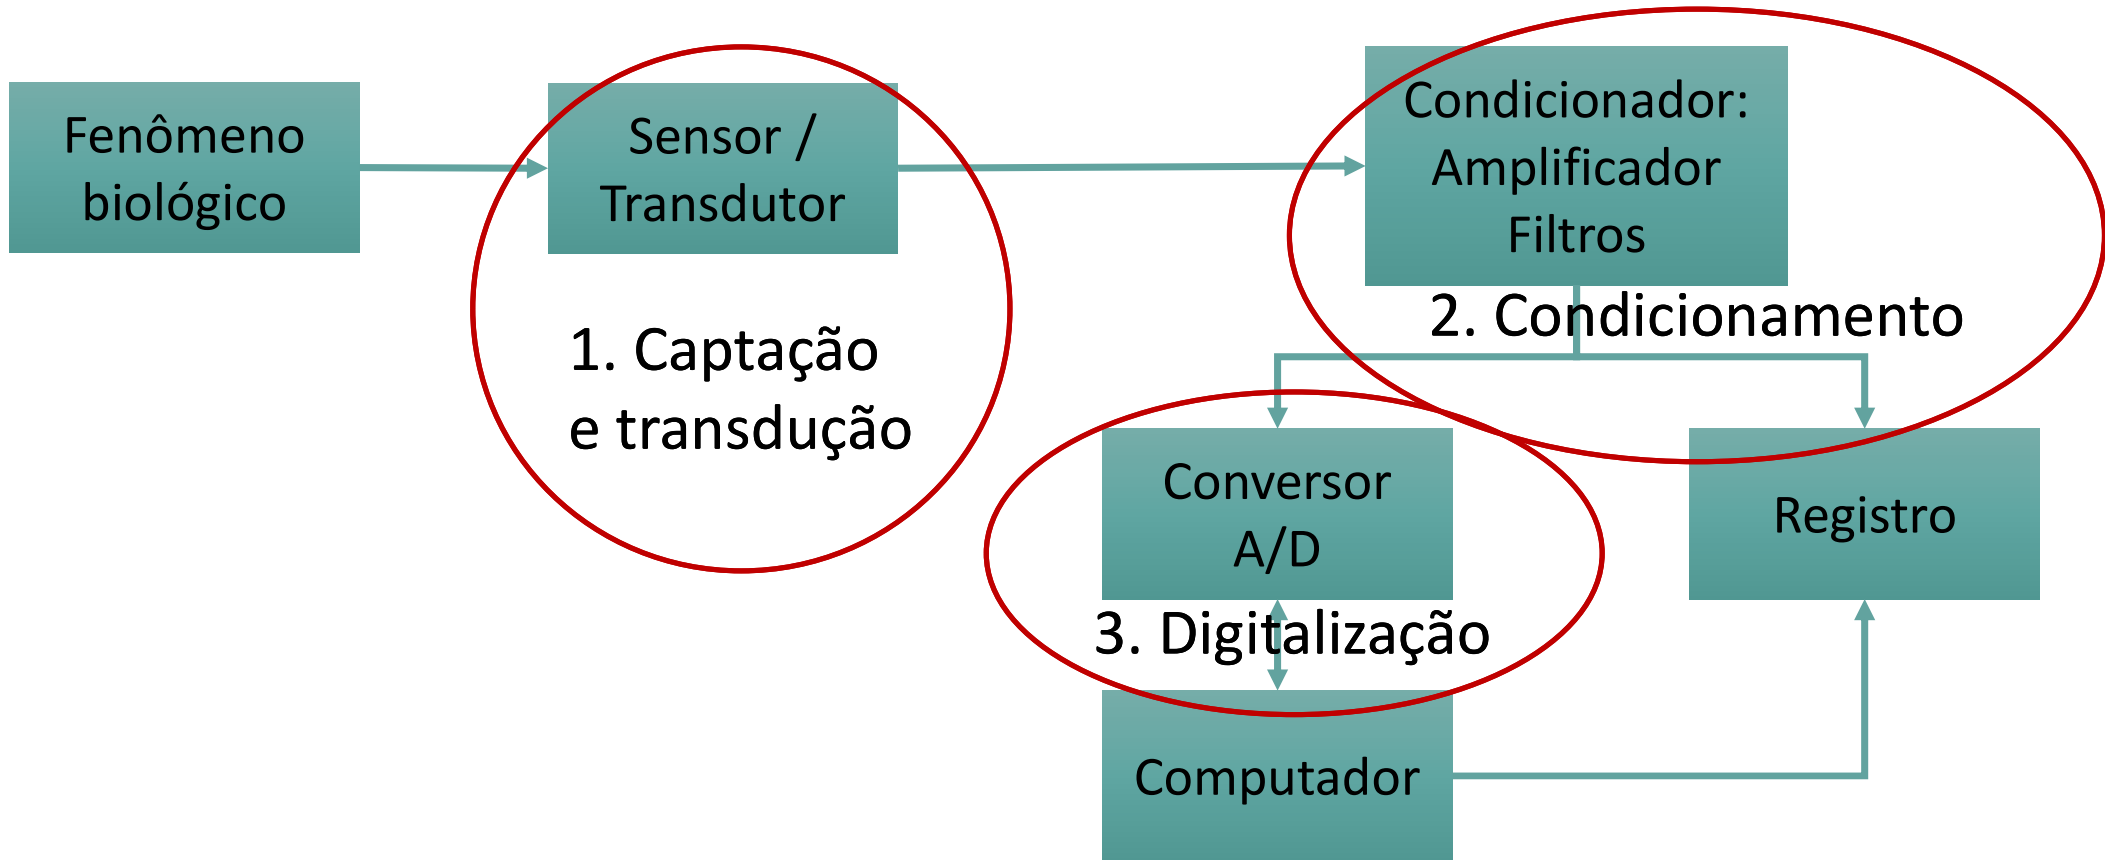 Fenômeno
biológico
Sensor /
Transdutor
Condicionador:
Amplificador
Filtros
1. Captação
e transdução
2. Condicionamento
Conversor
A/D
Registro
3. Digitalização
Computador